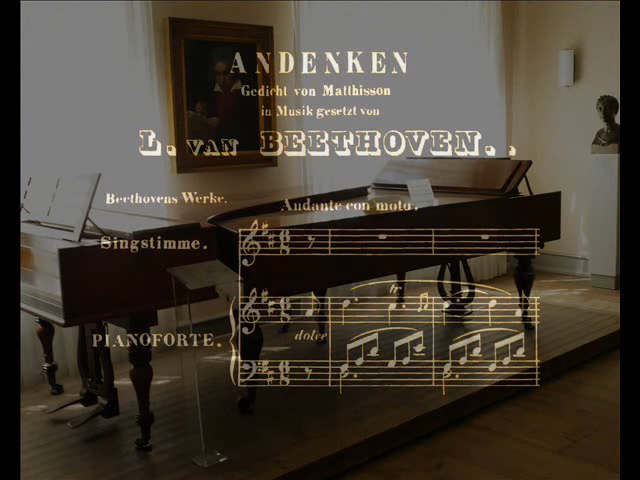 ANDENKEN
Gedicht von Matthisson
in Musik gesetzt von
L. VAN BEETHOVEN..
Beethovens Werke.
Andante con moto.
Singstimme.
tr
PIANOFORTE.
dolce